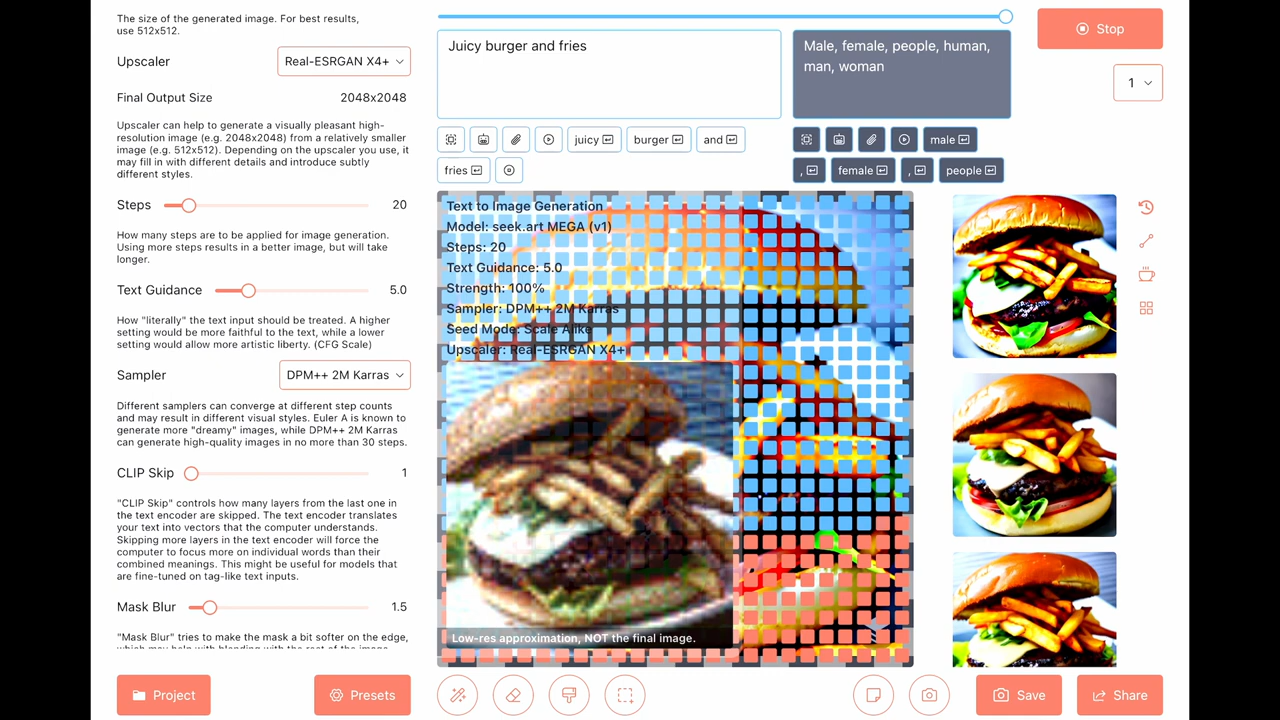 The size of the generated image. For best results,
use 512x512.
Upscaler
Real-ESRGAN X4+
Final Output Size
2048x2048
Upscaler can help to generate a visually pleasant high-
resolution image (e.g. 2048x2048) from a relatively smaller
image (e.g. 512x512). Depending on the upscaler you use, it
may fill in with different details and introduce subtly
different styles.
Steps
20
How many steps are to be applied for image generation.
Using more steps results in a better image, but will take
longer.
Text Guidance
5.0
How "literally" the text input should be treated. A higher
setting would be more faithful to the text, while a lower
setting would allow more artistic liberty. (CFG Scale)
Sampler
DPM++ 2M Karras
Different samplers can converge at different step counts
and may result in different visual styles. Euler A is known to
generate more "dreamy" images, while DPM++ 2M Karras
can generate high-quality images in no more than 30 steps.
CLIP Skip
1
"CLIP Skip" controls how many layers from the last one in
the text encoder are skipped. The text encoder translates
your text into vectors that the computer understands.
Skipping more layers in the text encoder will force the
computer to focus more on individual words than their
combined meanings. This might be useful for models that
are fine-tuned on tag-like text inputs.
Mask Blur
1.5
"Mask Blur" tries to make the mask a bit softer on the edge,
which may help with blending with the rest of the image.
Project
Presets
Juicy burger and fries
juicy
burger
and
fries
Male, female, people, human,
man, woman
male
,
female
,
people
Stop
1
Text to Image Generation
Model: seek.art MEGA (v1)
Steps: 20
Text Guidance: 5.0
Strength: 100%
Sampler: DPM++ 2M Karras
Seed Mode: Scale Alike
Upscaler: Real-ESRGAN X4+
Low-res approximation, NOT the final image.
Save
Share